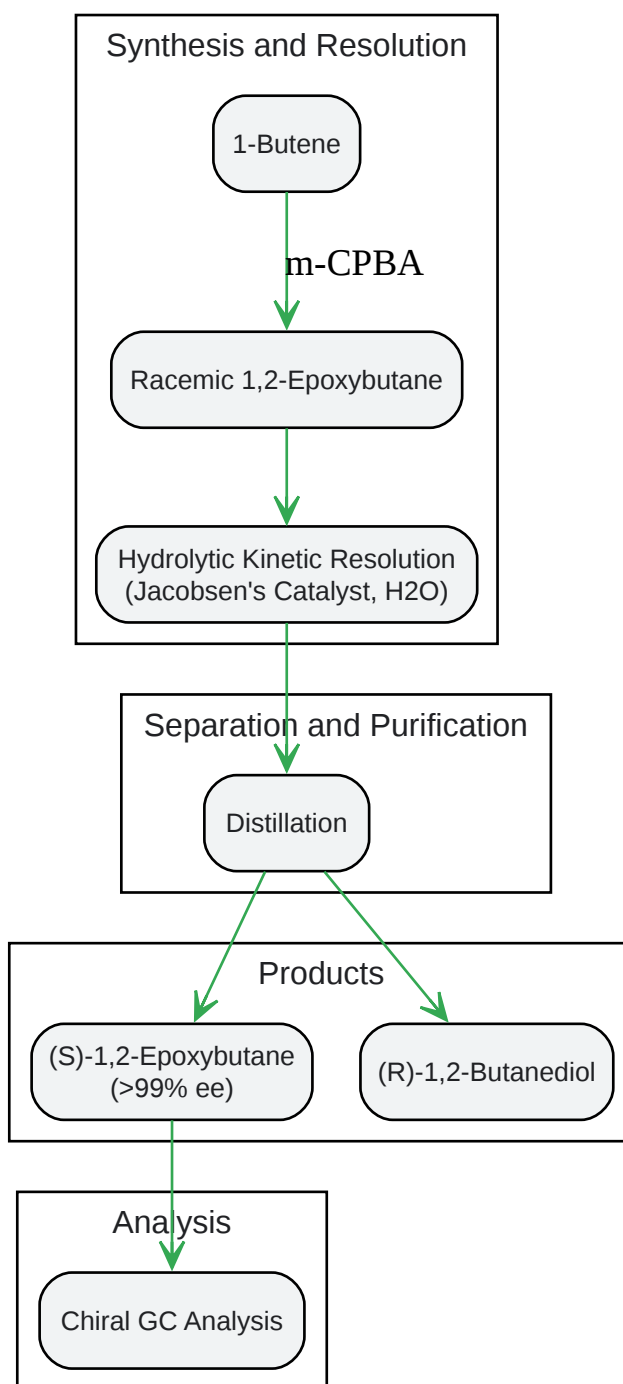 Synthesis and Resolution
1-Butene
m-CPBA
Racemic 1,2-Epoxybutane
Hydrolytic Kinetic Resolution
(Jacobsen's Catalyst, H2O)
Separation and Purification
Distillation
Products
(S)-1,2-Epoxybutane
(>99% ee)
(R)-1,2-Butanediol
Analysis
Chiral GC Analysis